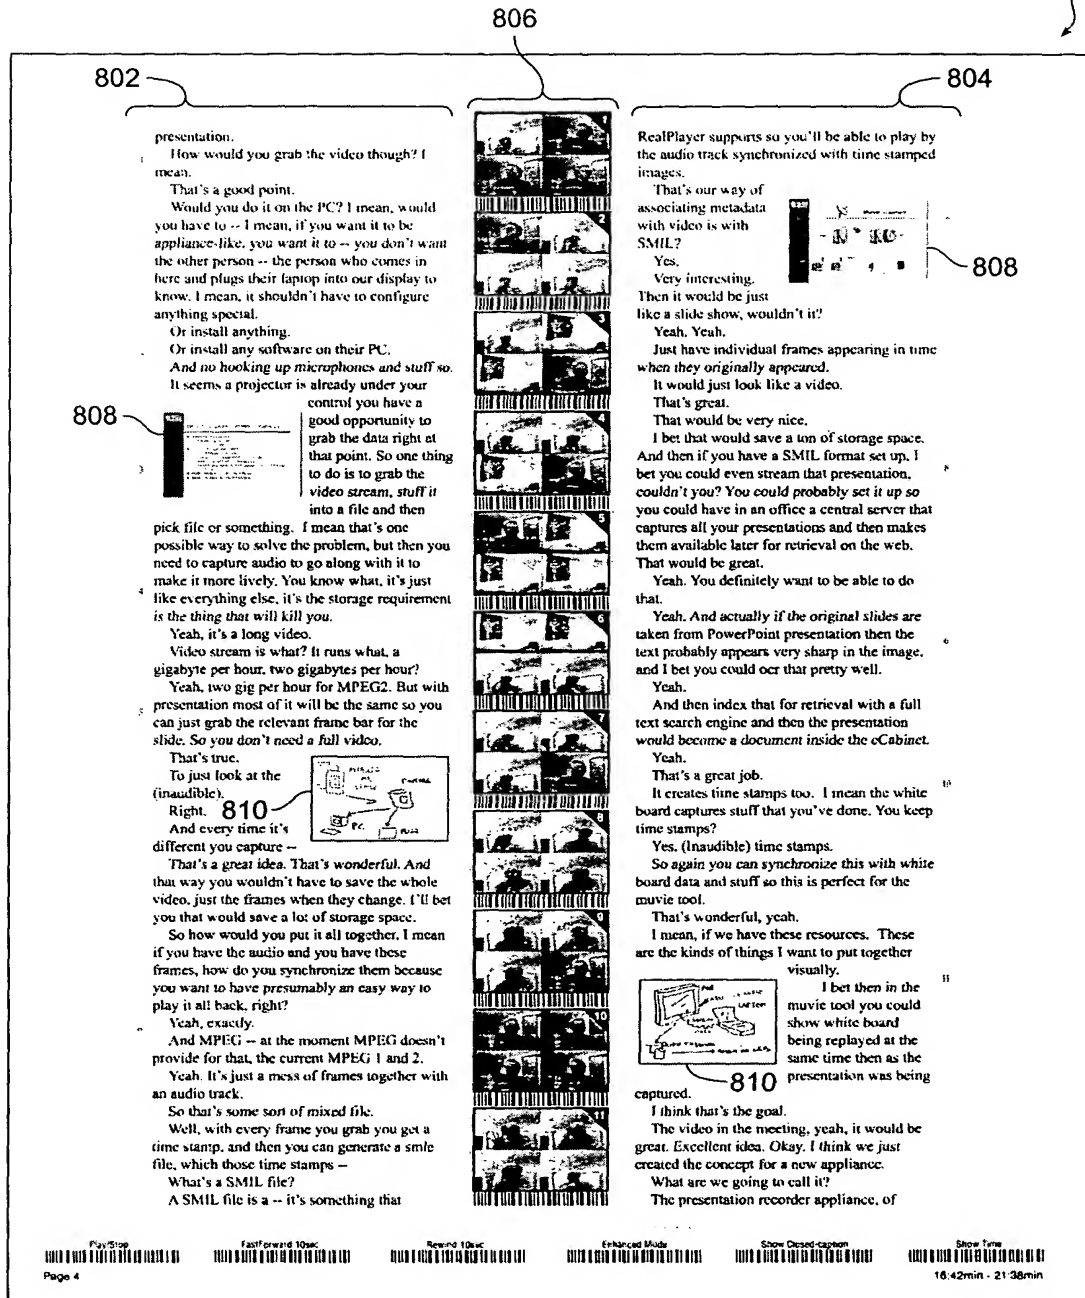 806
802
804
presentation.
How would you grab the video though? I
mean.
That's a good point.
Would you do it on the PC? I mean, would
you have to -- I mean, if you want it to be
appliance-like, you want it to -- you don't want
the other person -- the person who comes in
here and plugs their laptop into our display to
know. I mean, it shouldn't have to configure
anything special.
Or install anything.
Or install any software on their PC.
And no hooking up microphones and stuff so.
It seems a projector is already under your
control you have a
good opportunity to
grab the data right at
that point. So one thing
to do is to grab the
video stream, stuff it
into a file and then
808
pick file or something. I mean that's one
possible way to solve the problem, but then you
need to capture audio to go along with it to
make it more lively. You know what, it's just
like everything else, it's the storage requirement
is the thing that will kill you.
Yeah, it's a long video.
Video stream is what? It runs what, a
gigabyte per hour, two gigabytes per hour?
Yeah, two gig per hour for MPEG2. But with
presentation most of it will be the same so you
can just grab the relevant frame bar for the
slide. So you don't need a full video.
That's true.
To just look at the
(inaudible).
Right.
810
And every time it's
different you capture --
PC
That's a great idea. That's wonderful. And
that way you wouldn't have to save the whole
video, just the frames when they change. I'll bet
you that would save a lot of storage space.
So how would you put it all together, I mean
if you have the audio and you have these
frames, how do you synchronize them because
you want to have presumably an easy way to
play it all back, right?
Yeah, exactly.
And MPEG -- at the moment MPEG doesn't
provide for that, the current MPEG 1 and 2.
Yeah. It's just a mess of frames together with
an audio track.
So that's some sort of mixed file.
Well, with every frame you grab you get a
time stamp, and then you can generate a smle
file, which those time stamps --
What's a SMIL file?
A SMIL file is a -- it's something that
3
4
5
1
2
3
4
5
6
7
8
9
10
11
RealPlayer supports so you'll be able to play by
the audio track synchronized with time stamped
images.
That's our way of
associating metadata
with video is with
SMIL?
Yes.
Very interesting.
Then it would be just
808
like a slide show, wouldn't it?
Yeah. Yeah.
Just have individual frames appearing in time
when they originally appeared.
It would just look like a video.
That's great.
That would be very nice.
I bet that would save a ton of storage space.
And then if you have a SMIL format set up, I
bet you could even stream that presentation,
couldn't you? You could probably set it up so
you could have in an office a central server that
captures all your presentations and then makes
them available later for retrieval on the web.
That would be great.
Yeah. You definitely want to be able to do
that.
Yeah. And actually if the original slides are
taken from PowerPoint presentation then the
text probably appears very sharp in the image,
and I bet you could ocr that pretty well.
Yeah.
And then index that for retrieval with a full
text search engine and then the presentation
would become a document inside the eCabinet.
Yeah.
That's a great job.
It creates time stamps too. I mean the white
board captures stuff that you've done. You keep
time stamps?
Yes. (Inaudible) time stamps.
So again you can synchronize this with white
board data and stuff so this is perfect for the
muvie tool.
That's wonderful, yeah.
I mean, if we have these resources. These
are the kinds of things I want to put together
visually.
I bet then in the
muvie tool you could
show white board
being replayed at the
same time then as the
presentation was being
810
captured.
I think that's the goal.
The video in the meeting, yeah, it would be
great. Excellent idea. Okay. I think we just
created the concept for a new appliance.
What are we going to call it?
The presentation recorder appliance, of
10
11
Play/Stop
FastForward 10sec
Rewind 10sec
Enhanced Mode
Show Closed-caption
Show Time
Page 4
16:42min - 21:38min